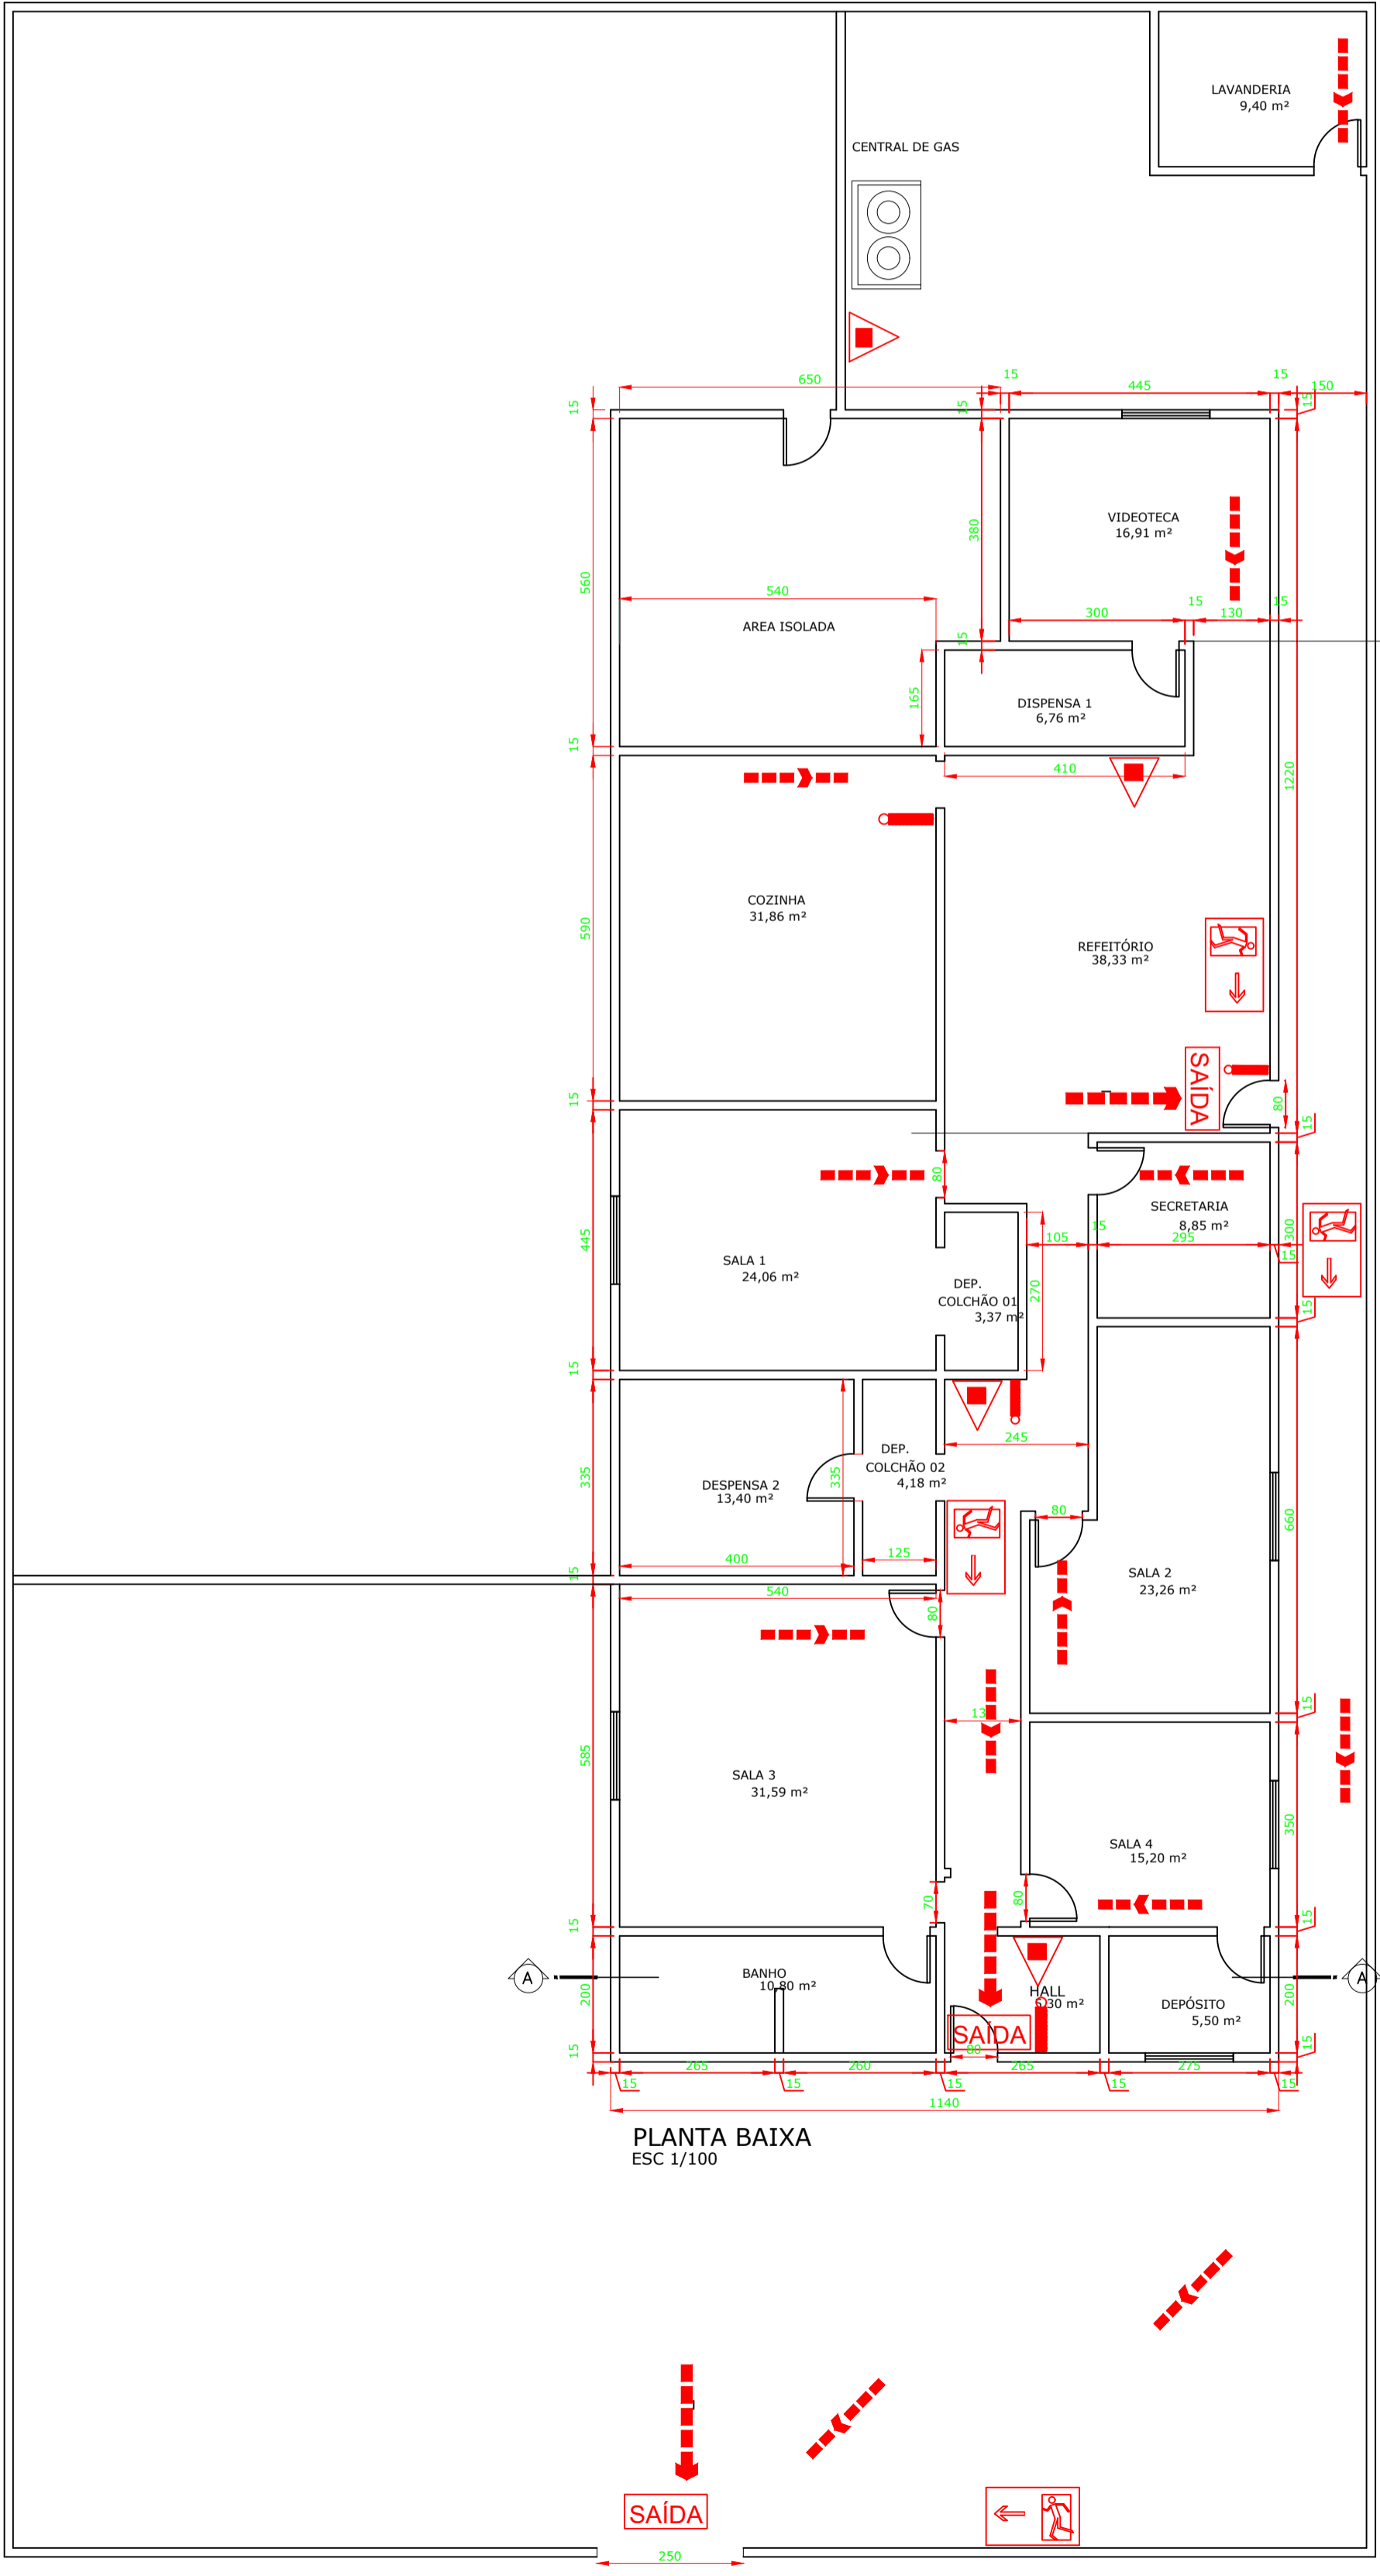 LAVANDERIA
9,40 m²
CENTRAL DE GAS
650
15
445
15
150
15
15
15
VIDEOTECA
16,91 m²
380
560
540
15
300
15
130
15
AREA ISOLADA
15
165
DISPENSA 1
6,76 m²
15
410
1220
COZINHA
31,86 m²
590
REFEITÓRIO
38,33 m²
SAÍDA
15
80
15
80
SECRETARIA
8,85 m²
15
105
295
300
15
445
SALA 1
24,06 m²
DEP.
COLCHÃO 01
3,37 m²
270
15
15
245
DEP.
COLCHÃO 02
4,18 m²
DESPENSA 2
13,40 m²
335
335
80
660
400
125
15
540
80
SALA 2
23,26 m²
13
15
SALA 3
31,59 m²
585
SALA 4
15,20 m²
350
70
80
15
15
A
A
BANHO
10,80 m²
200
HALL
5,30 m²
DEPÓSITO
5,50 m²
200
SAÍDA
80
15
15
265
260
265
275
15
15
15
15
15
1140
PLANTA BAIXA
ESC 1/100
SAÍDA
250